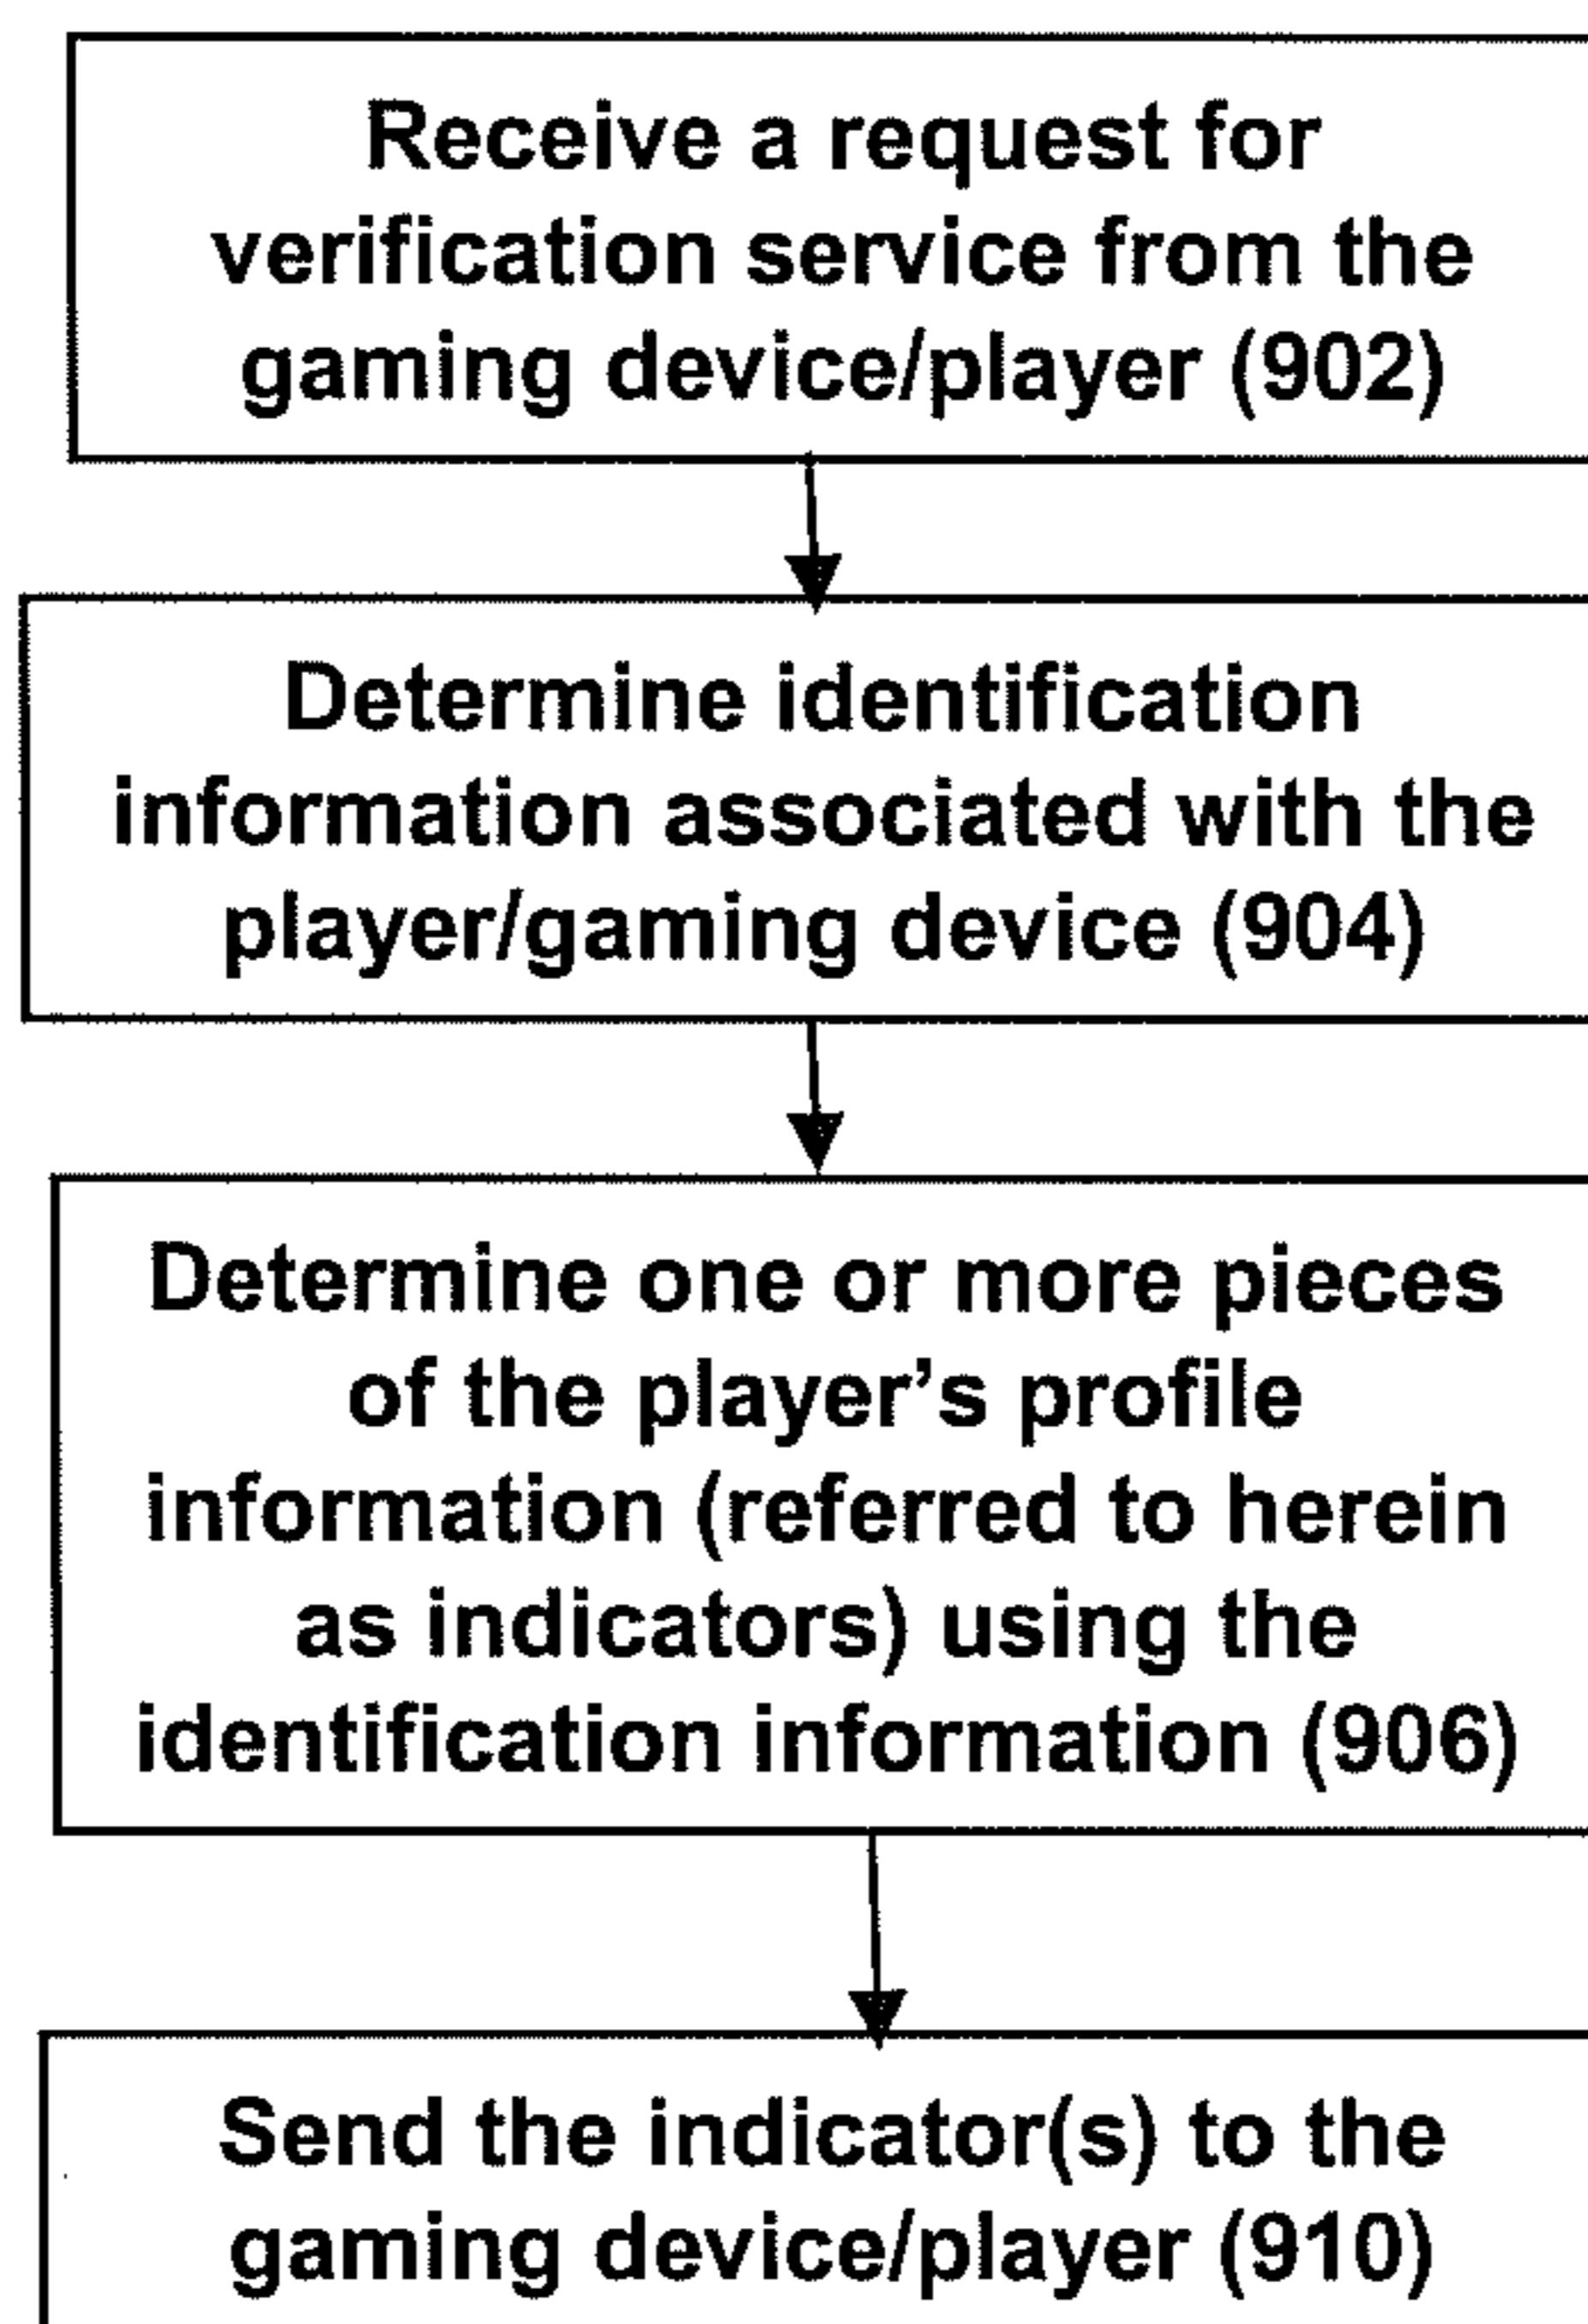 Receive a request for
verification service from the
gaming device/player (902)
Determine identification
information associated with the
player/gaming device (904)
Determine one or more pieces
of the player's profile
information (referred to herein
as indicators) using the
identification information (906)
Send the indicator(s) to the
gaming device/player (910)